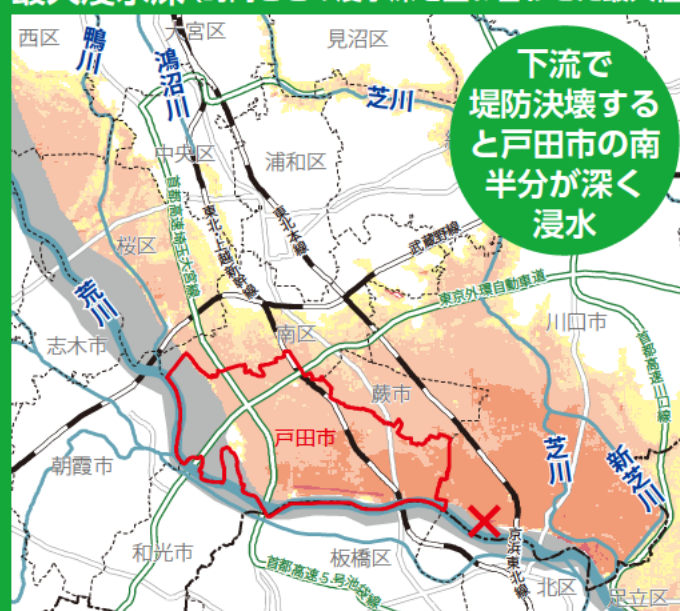 西区
鴨川
鴻沼川
大宮区
見沼区
芝川
下流で
堤防決壊する
と戸田市の南
半分が深く
浸水
中央区
浦和区
首都高速埼玉大宮線
東北上越新幹線
東北本線
武蔵野線
桜区
荒川
東京外環自動車道
志木市
南区
川口市
首都高速川口線
蕨市
戸田市
朝霞市
芝川
新芝川
和光市
板橋区
首都高速5号池袋線
京浜東北線
北区
足立区